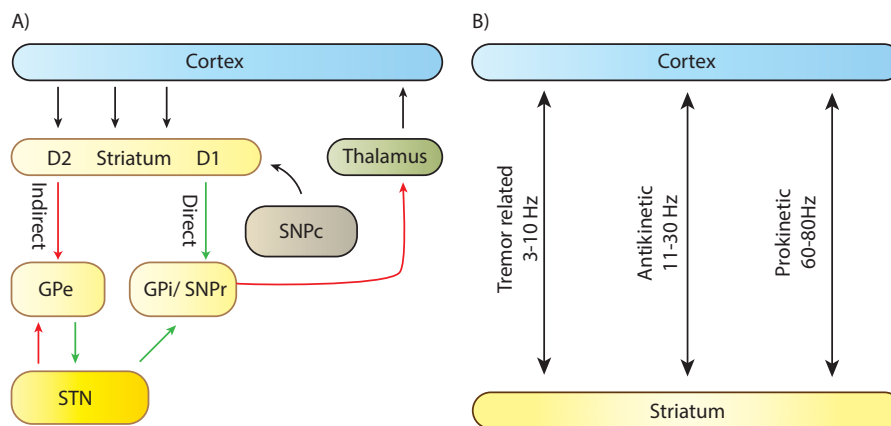 A)
Cortex
D2 Striatum D1
Thalamus
Indirect
Direct
SNPc
GPe
GPi/ SNPr
STN
B)
Cortex
Tremor related
3-10 Hz
Antikinetic
11-30 Hz
Prokinetic
60-80Hz
Striatum